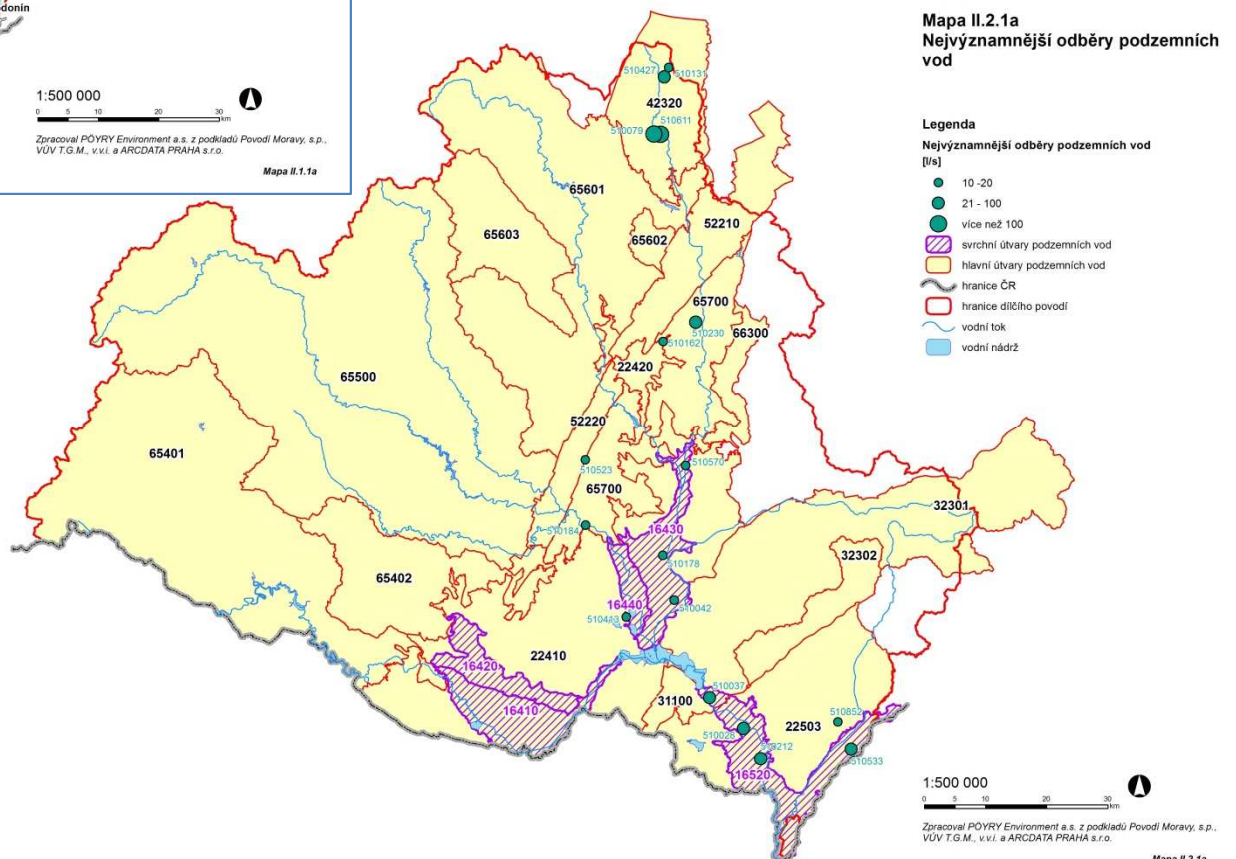 donín
1:500 000
0 5 10 20 30
km
Zpracoval PÖYRY Environment a.s. z podkladů Povodí Moravy, s.p.,
VÚV T.G.M., v.v.i. a ARCDATA PRAHA s.r.o.
Mapa II.1.1a
Mapa II.2.1a
Nejvýznamnější odběry podzemních
vod
Legenda
Nejvýznamnější odběry podzemních vod
[l/s]
10 -20
21 - 100
více než 100
svrchní útvary podzemních vod
hlavní útvary podzemních vod
hranice ČR
hranice dílčího povodí
vodní tok
vodní nádrž
510427
510131
42320
510079
510611
65601
65603
65602
52210
65700
510230
66300
510162
22420
65500
52220
65401
510523
510570
65700
32301
510184
16430
32302
510178
65402
16440
510042
510413
22410
16420
16410
31100
510037
510852
22503
510028
510212
510533
16520
1:500 000
0 5 10 20 30
km
Zpracoval PÖYRY Environment a.s. z podkladů Povodí Moravy, s.p.,
VÚV T.G.M., v.v.i. a ARCDATA PRAHA s.r.o.
Mapa II.2.1a